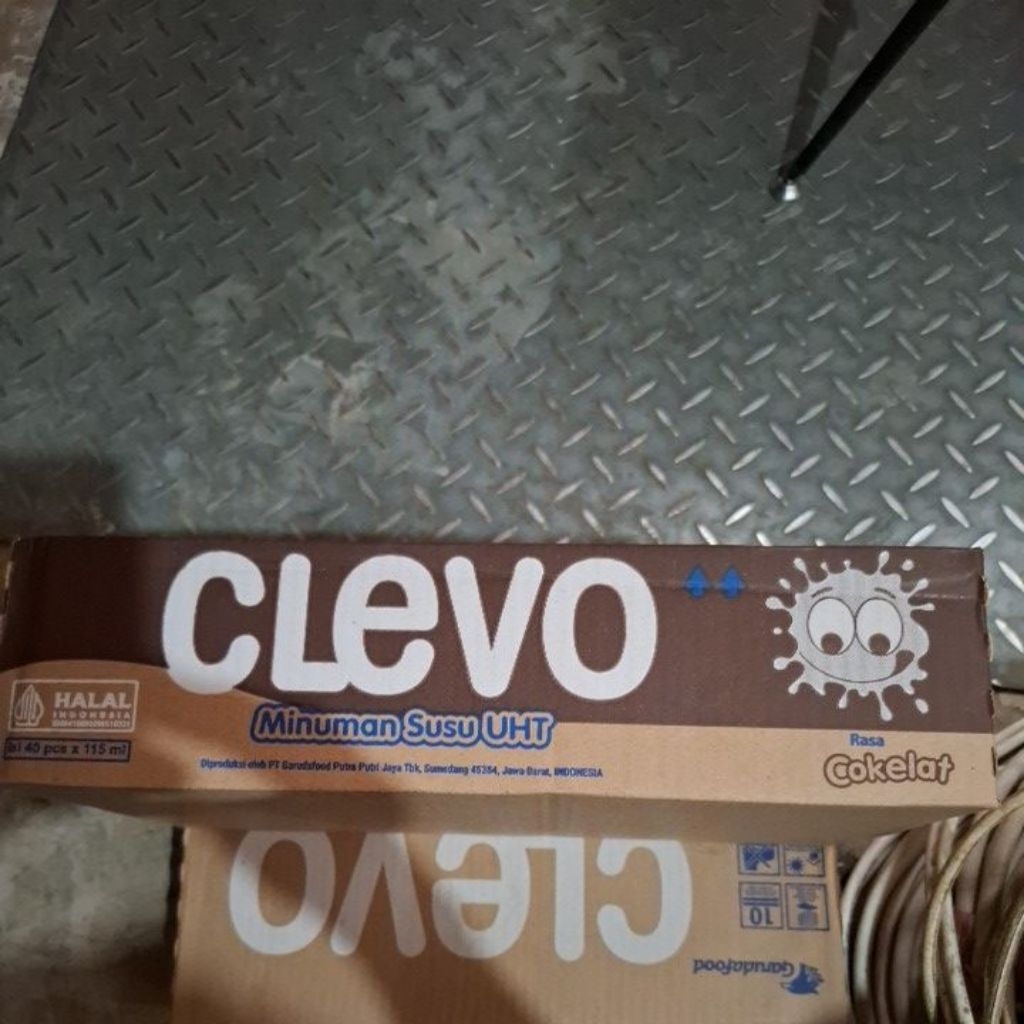 CLEVO
Minuman Susu UHT
HALAL
INDONESIA
Isi 40 pcs x 115 ml
Diproduksi oleh PT Garudafood Putra Putri Jaya Tbk, Sumedang 45364, Jawa Barat, INDONESIA
Rasa
Cokelat
CLEVO
10
Garudafood